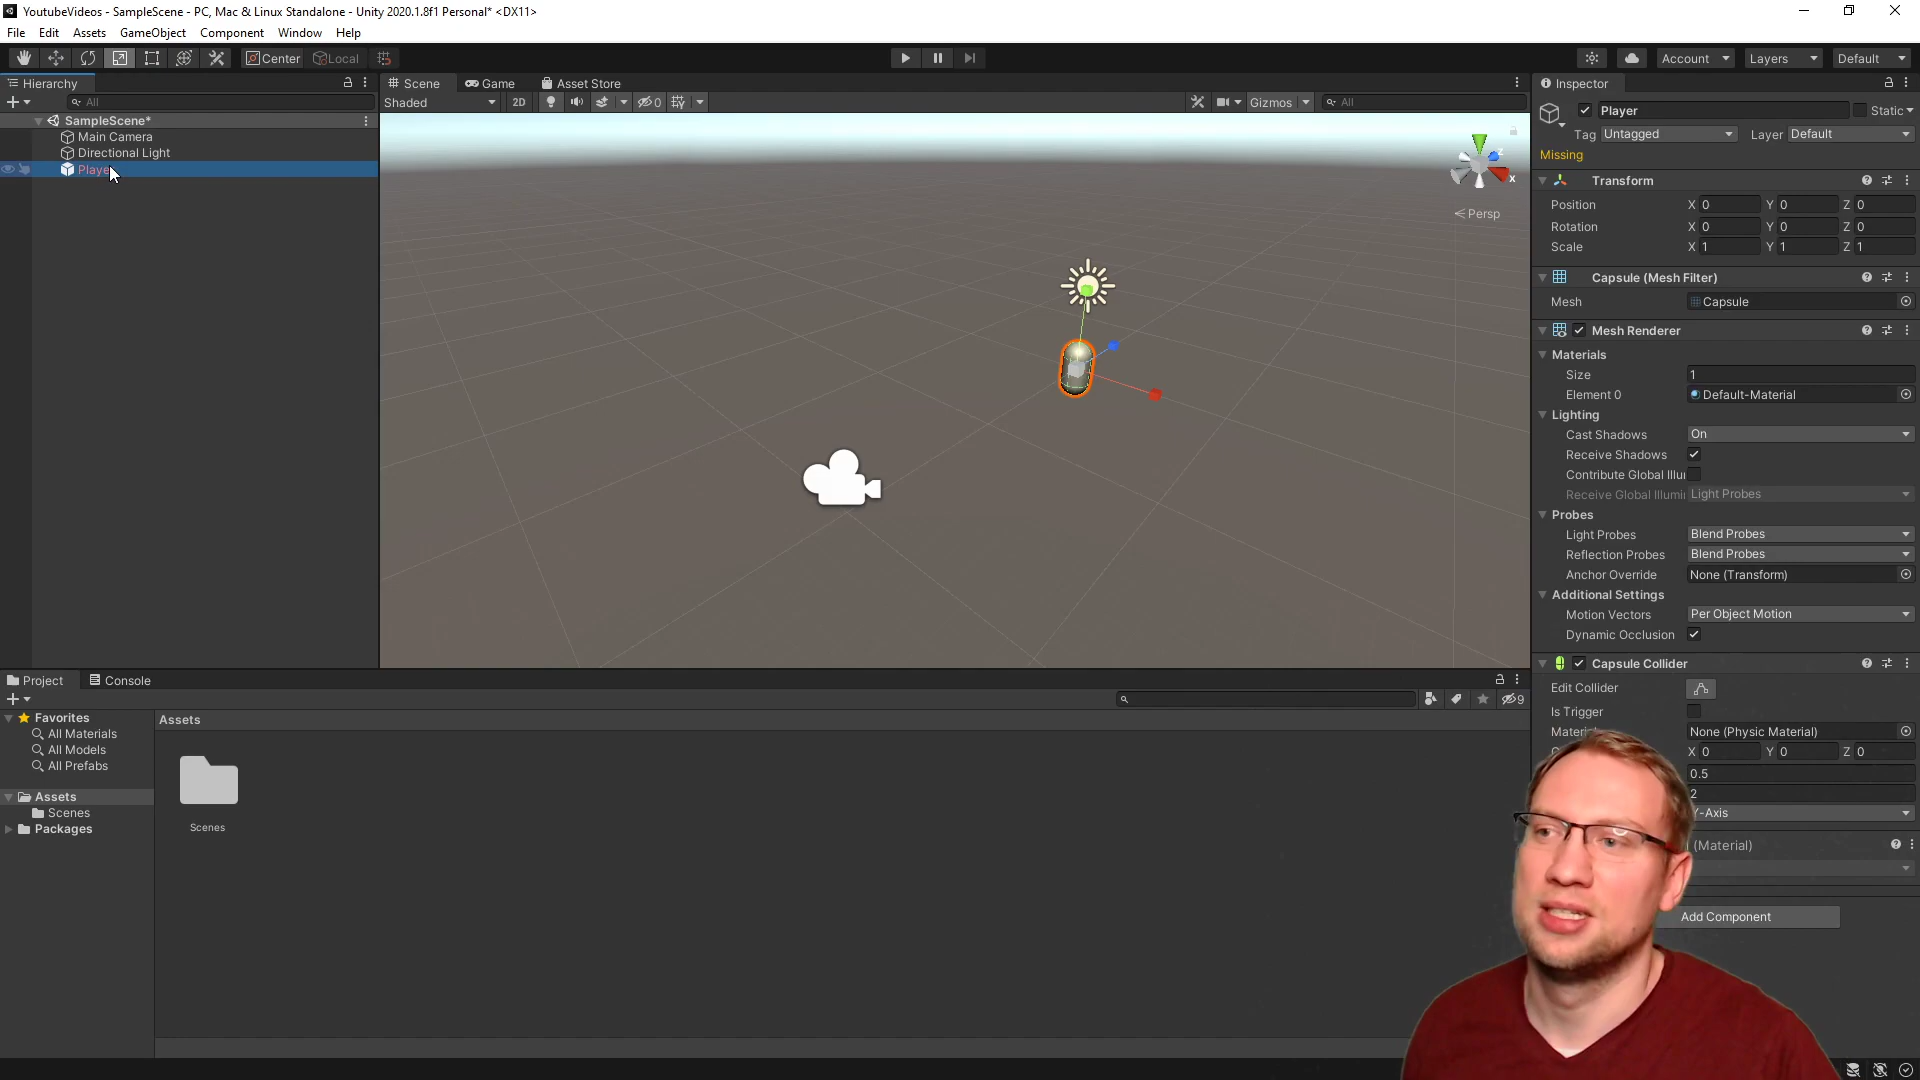 YoutubeVideos - SampleScene - PC, Mac & Linux Standalone - Unity 2020.1.8f1 Personal* <DX11>
File Edit Assets GameObject Component Window Help
Center Local Account Layers Default
Hierarchy
All
SampleScene*
Main Camera
Directional Light
Playe
Scene Game Asset Store
Shaded 2D 0 Gizmos All
z
x
Persp
Inspector
Player Static
Tag Untagged Layer Default
Missing
Transform
Position X 0 Y 0 Z 0
Rotation X 0 Y 0 Z 0
Scale X 1 Y 1 Z 1
Capsule (Mesh Filter)
Mesh Capsule
Mesh Renderer
Materials
Size 1
Element 0 Default-Material
Lighting
Cast Shadows On
Receive Shadows
Contribute Global Illu
Receive Global Illumi Light Probes
Probes
Light Probes Blend Probes
Reflection Probes Blend Probes
Anchor Override None (Transform)
Additional Settings
Motion Vectors Per Object Motion
Dynamic Occlusion
Capsule Collider
Edit Collider
Is Trigger
Materi None (Physic Material)
X 0 Y 0 Z 0
0.5
2
Y-Axis
(Material)
Add Component
Project Console
9
Favorites
All Materials
All Models
All Prefabs
Assets
Scenes
Packages
Assets
Scenes